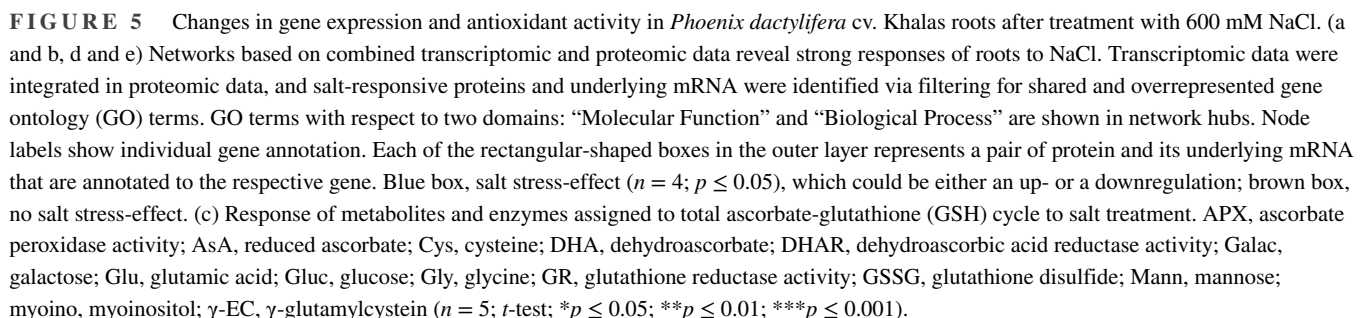 FIGURE 5 Changes in gene expression and antioxidant activity in Phoenix dactylifera cv. Khalas roots after treatment with 600 mM NaCl. (a
and b, d and e) Networks based on combined transcriptomic and proteomic data reveal strong responses of roots to NaCl. Transcriptomic data were
integrated in proteomic data, and salt-responsive proteins and underlying mRNA were identified via filtering for shared and overrepresented gene
ontology (GO) terms. GO terms with respect to two domains: “Molecular Function” and “Biological Process” are shown in network hubs. Node
labels show individual gene annotation. Each of the rectangular-shaped boxes in the outer layer represents a pair of protein and its underlying mRNA
that are annotated to the respective gene. Blue box, salt stress-effect (n = 4; p ≤ 0.05), which could be either an up- or a downregulation; brown box,
no salt stress-effect. (c) Response of metabolites and enzymes assigned to total ascorbate-glutathione (GSH) cycle to salt treatment. APX, ascorbate
peroxidase activity; AsA, reduced ascorbate; Cys, cysteine; DHA, dehydroascorbate; DHAR, dehydroascorbic acid reductase activity; Galac,
galactose; Glu, glutamic acid; Gluc, glucose; Gly, glycine; GR, glutathione reductase activity; GSSG, glutathione disulfide; Mann, mannose;
myoino, myoinositol; γ-EC, γ-glutamylcystein (n = 5; t-test; *p ≤ 0.05; **p ≤ 0.01; ***p ≤ 0.001).